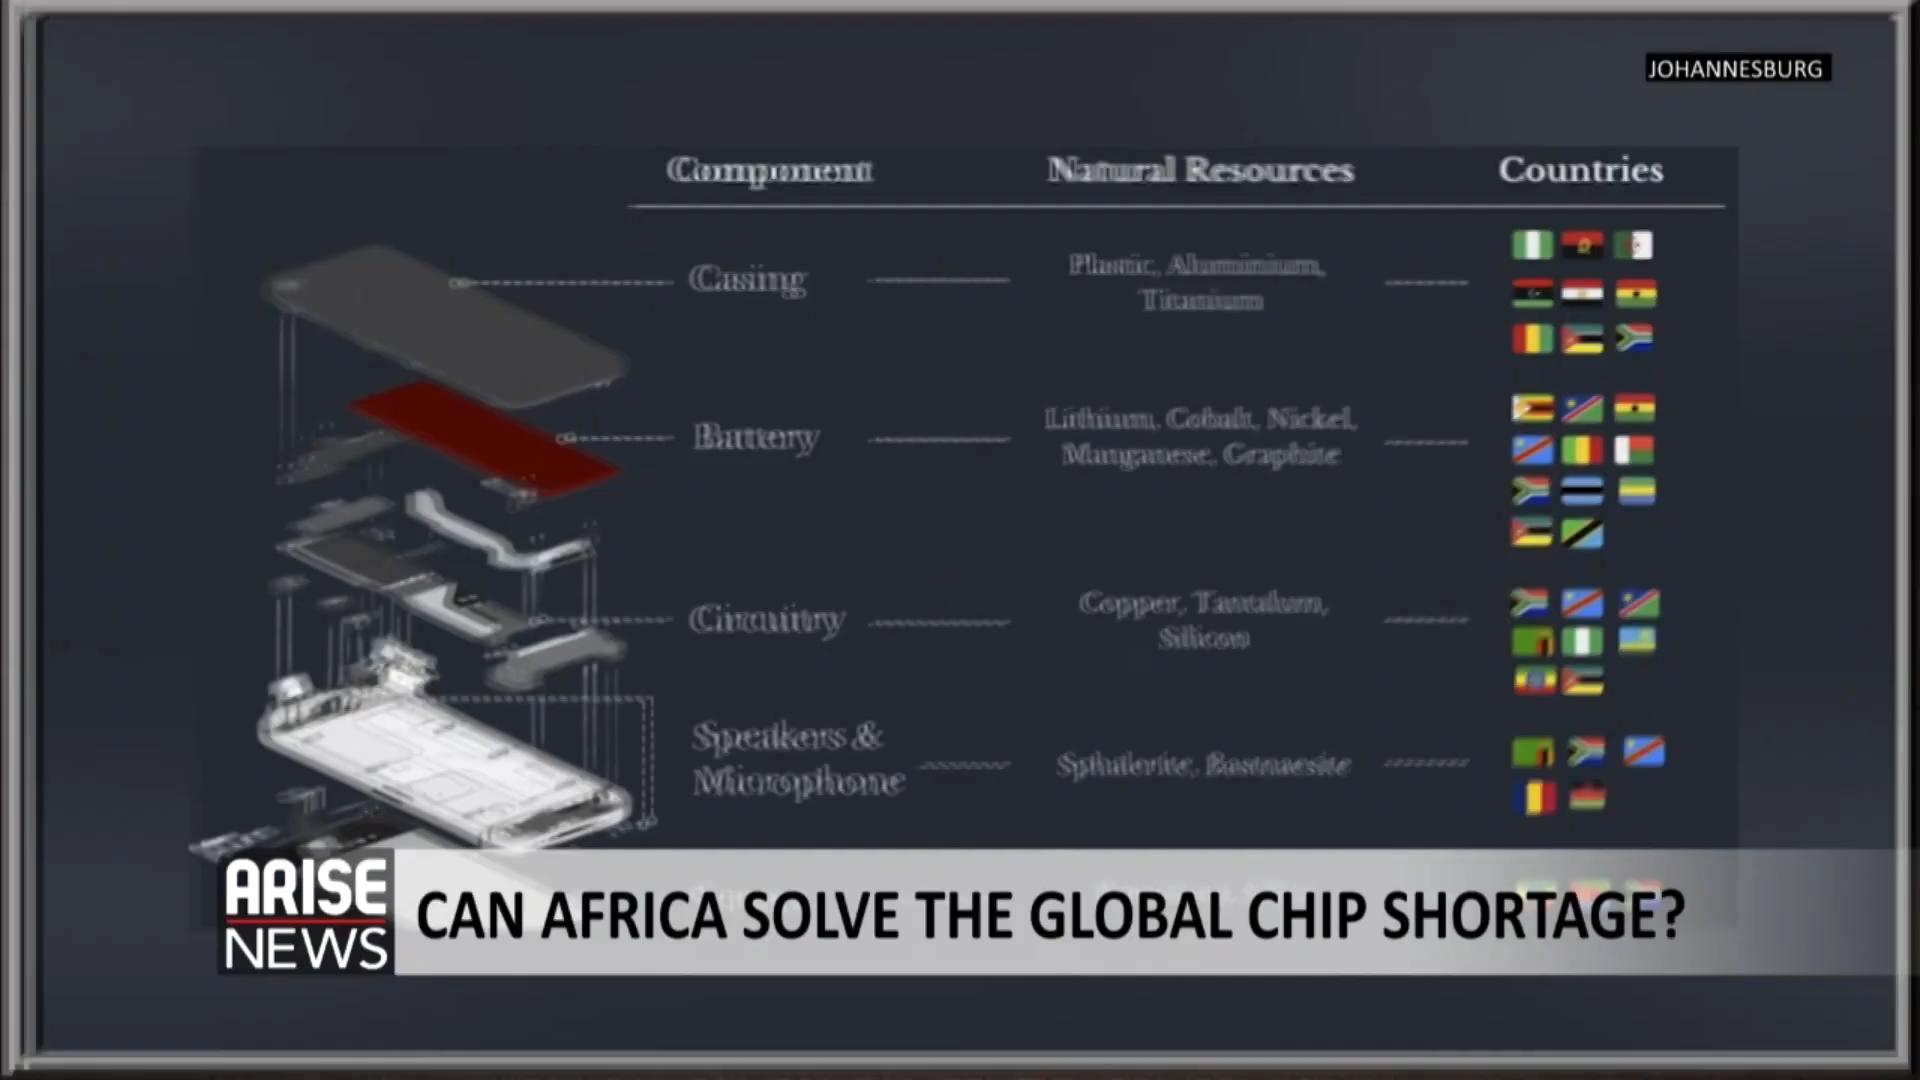 JOHANNESBURG
Component
Natural Resources
Countries
Casing
Plastic, Aluminium,
Titanium
Battery
Lithium, Cobalt, Nickel,
Manganese, Graphite
Circuitry
Copper, Tantalum,
Silicon
Speakers &
Microphone
Sphalerite, Bastnaesite
ARISE
NEWS
CAN AFRICA SOLVE THE GLOBAL CHIP SHORTAGE?